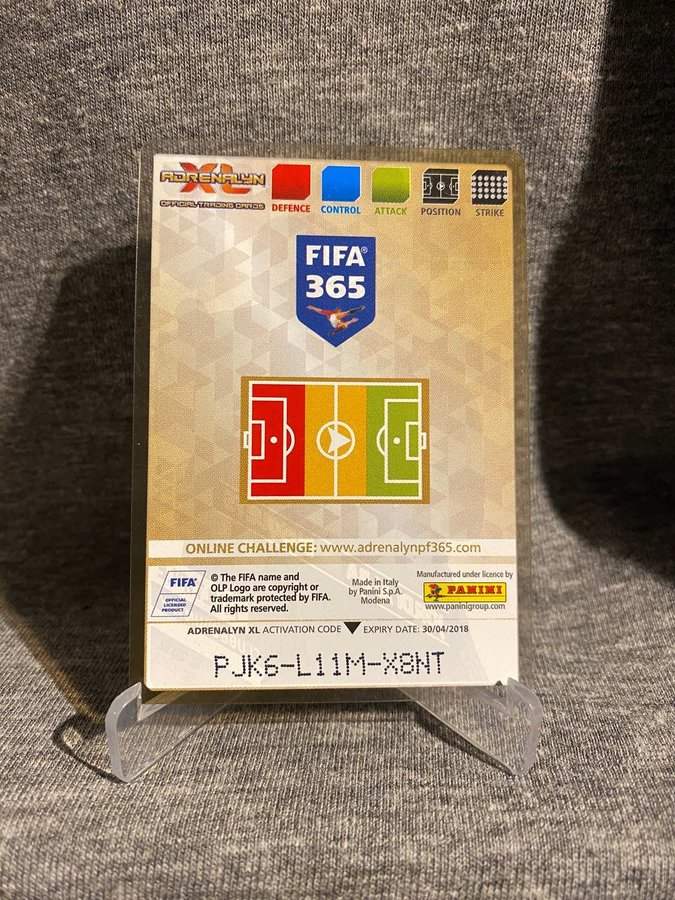 ADRENALYN XL
OFFICIAL TRADING CARDS
DEFENCE CONTROL ATTACK POSITION STRIKE
FIFA®
365
ONLINE CHALLENGE: www.adrenalynpf365.com
FIFA®
OFFICIAL
LICENSED
PRODUCT
© The FIFA name and
OLP Logo are copyright or
trademark protected by FIFA.
All rights reserved.
Made in Italy
by Panini S.p.A.
Modena
Manufactured under licence by
PANINI
www.paninigroup.com
ADRENALYN XL ACTIVATION CODE EXPIRY DATE: 30/04/2018
PJK6-L11M-X8NT